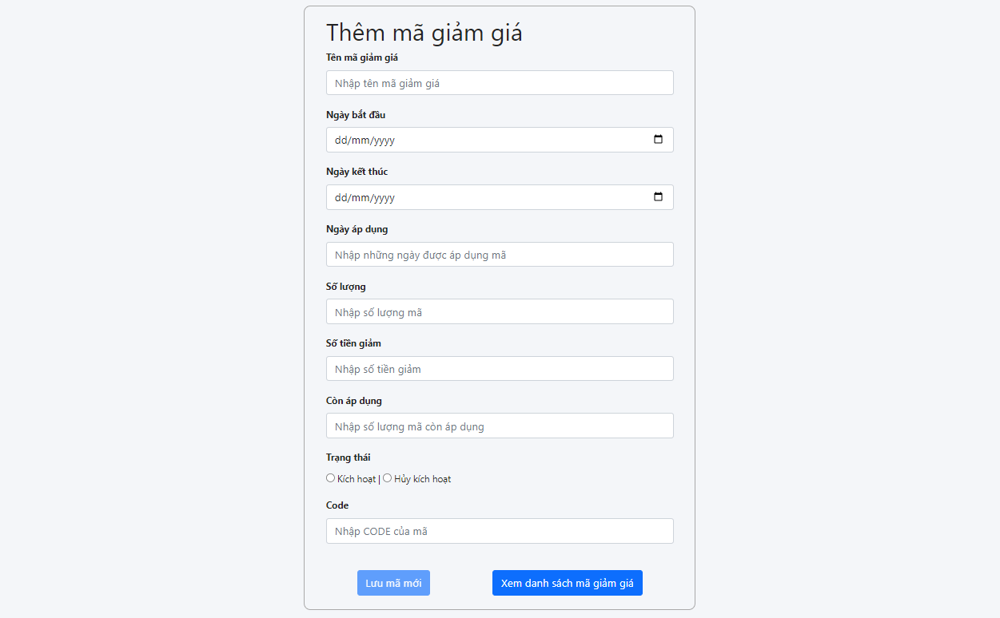 Thêm mã giảm giá
Tên mã giảm giá
Nhập tên mã giảm giá
Ngày bắt đầu
dd/mm/yyyy
Ngày kết thúc
dd/mm/yyyy
Ngày áp dụng
Nhập những ngày được áp dụng mã
Số lượng
Nhập số lượng mã
Số tiền giảm
Nhập số tiền giảm
Còn áp dụng
Nhập số lượng mã còn áp dụng
Trạng thái
Kích hoạt | Hủy kích hoạt
Code
Nhập CODE của mã
Lưu mã mới Xem danh sách mã giảm giá